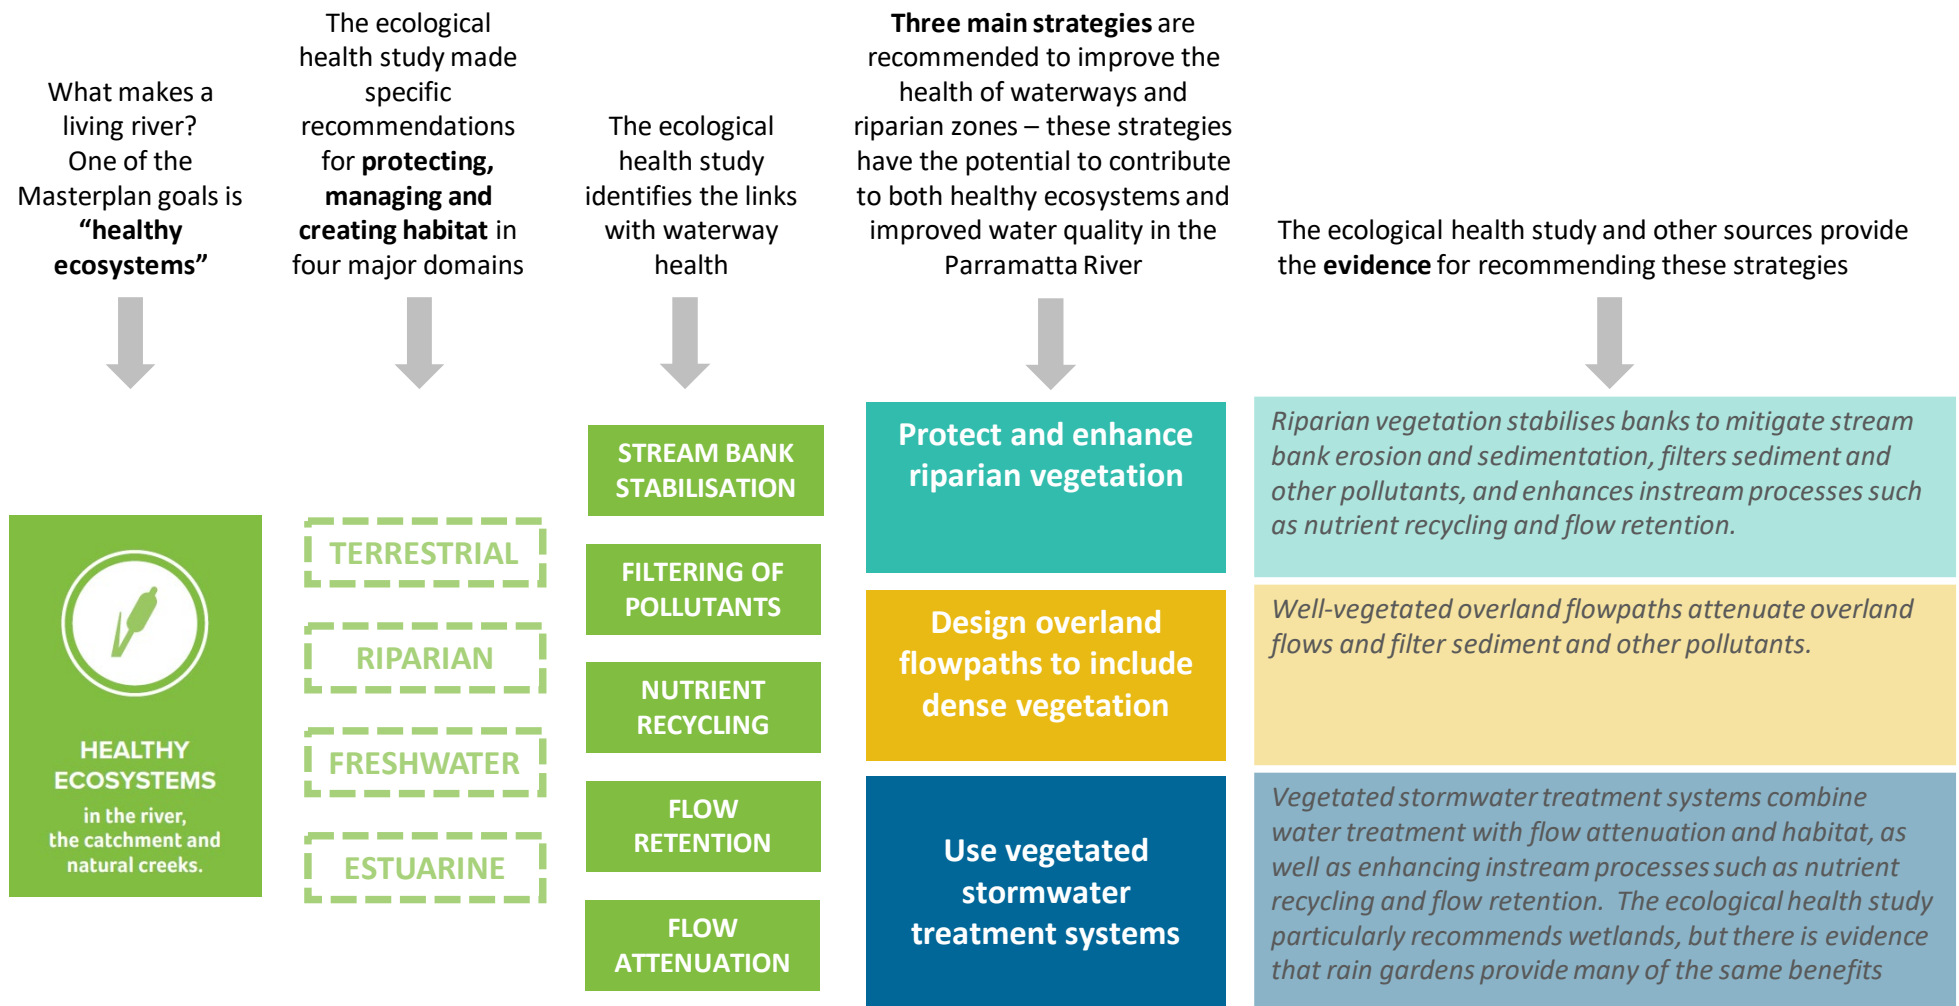 What makes a
living river?
One of the
Masterplan goals is
“healthy
ecosystems”
The ecological
health study made
specific
recommendations
for protecting,
managing and
creating habitat in
four major domains
The ecological
health study
identifies the links
with waterway
health
Three main strategies are
recommended to improve the
health of waterways and
riparian zones – these strategies
have the potential to contribute
to both healthy ecosystems and
improved water quality in the
Parramatta River
The ecological health study and other sources provide
the evidence for recommending these strategies
HEALTHY
ECOSYSTEMS
in the river,
the catchment and
natural creeks.
TERRESTRIAL
RIPARIAN
FRESHWATER
ESTUARINE
STREAM BANK
STABILISATION
FILTERING OF
POLLUTANTS
NUTRIENT
RECYCLING
FLOW
RETENTION
FLOW
ATTENUATION
Protect and enhance
riparian vegetation
Design overland
flowpaths to include
dense vegetation
Use vegetated
stormwater
treatment systems
Riparian vegetation stabilises banks to mitigate stream
bank erosion and sedimentation, filters sediment and
other pollutants, and enhances instream processes such
as nutrient recycling and flow retention.
Well-vegetated overland flowpaths attenuate overland
flows and filter sediment and other pollutants.
Vegetated stormwater treatment systems combine
water treatment with flow attenuation and habitat, as
well as enhancing instream processes such as nutrient
recycling and flow retention.  The ecological health study
particularly recommends wetlands, but there is evidence
that rain gardens provide many of the same benefits